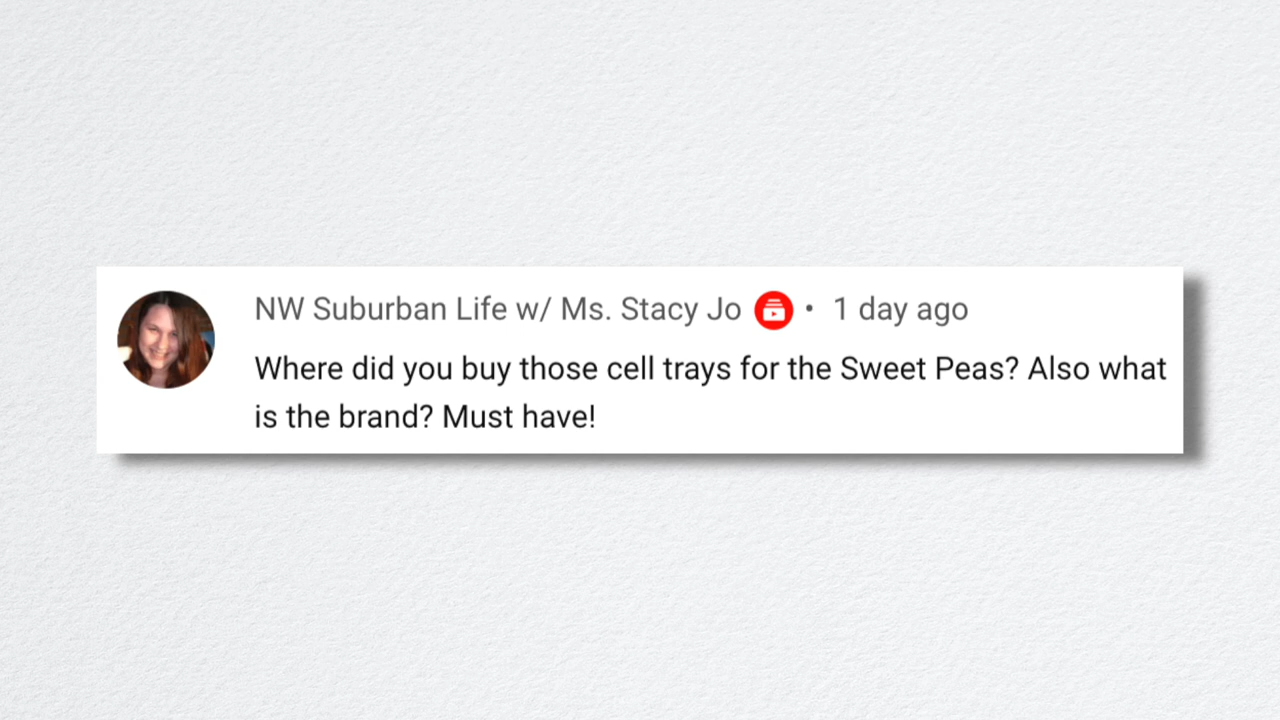 NW Suburban Life w/ Ms. Stacy Jo • 1 day ago
Where did you buy those cell trays for the Sweet Peas? Also what
is the brand? Must have!